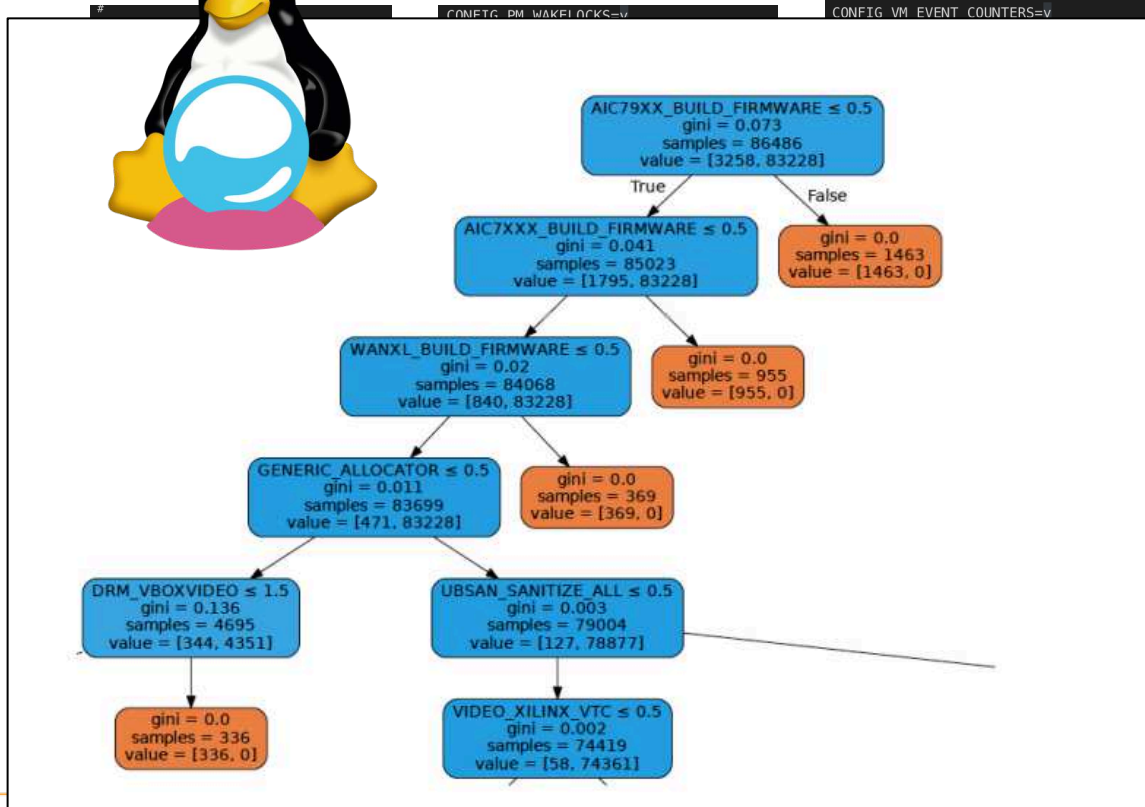 #
CONFIG_PM_WAKELOCKS=y
CONFIG_VM_EVENT_COUNTERS=y
AIC79XX_BUILD_FIRMWARE ≤ 0.5
gini = 0.073
samples = 86486
value = [3258, 83228]
True
False
AIC7XXX_BUILD_FIRMWARE ≤ 0.5
gini = 0.041
samples = 85023
value = [1795, 83228]
gini = 0.0
samples = 1463
value = [1463, 0]
WANXL_BUILD_FIRMWARE ≤ 0.5
gini = 0.02
samples = 84068
value = [840, 83228]
gini = 0.0
samples = 955
value = [955, 0]
GENERIC_ALLOCATOR ≤ 0.5
gini = 0.011
samples = 83699
value = [471, 83228]
gini = 0.0
samples = 369
value = [369, 0]
DRM_VBOXVIDEO ≤ 1.5
gini = 0.136
samples = 4695
value = [344, 4351]
UBSAN_SANITIZE_ALL ≤ 0.5
gini = 0.003
samples = 79004
value = [127, 78877]
gini = 0.0
samples = 336
value = [336, 0]
VIDEO_XILINX_VTC ≤ 0.5
gini = 0.002
samples = 74419
value = [58, 74361]